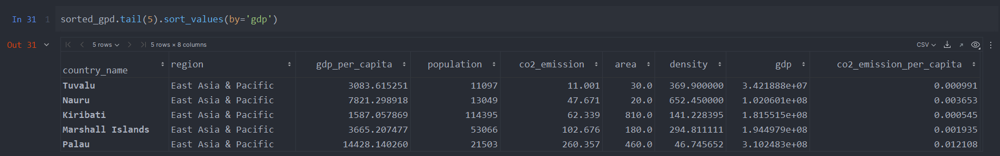 In 31 1 sorted_gpd.tail(5).sort_values(by='gdp')
Out 31 5 rows 5 rows × 8 columns CSV
country_name region gdp_per_capita population co2_emission area density gdp co2_emission_per_capita
Tuvalu East Asia & Pacific 3083.615251 11097 11.001 30.0 369.900000 3.421888e+07 0.000991
Nauru East Asia & Pacific 7821.298918 13049 47.671 20.0 652.450000 1.020601e+08 0.003653
Kiribati East Asia & Pacific 1587.057869 114395 62.339 810.0 141.228395 1.815515e+08 0.000545
Marshall Islands East Asia & Pacific 3665.207477 53066 102.676 180.0 294.811111 1.944979e+08 0.001935
Palau East Asia & Pacific 14428.140260 21503 260.357 460.0 46.745652 3.102483e+08 0.012108